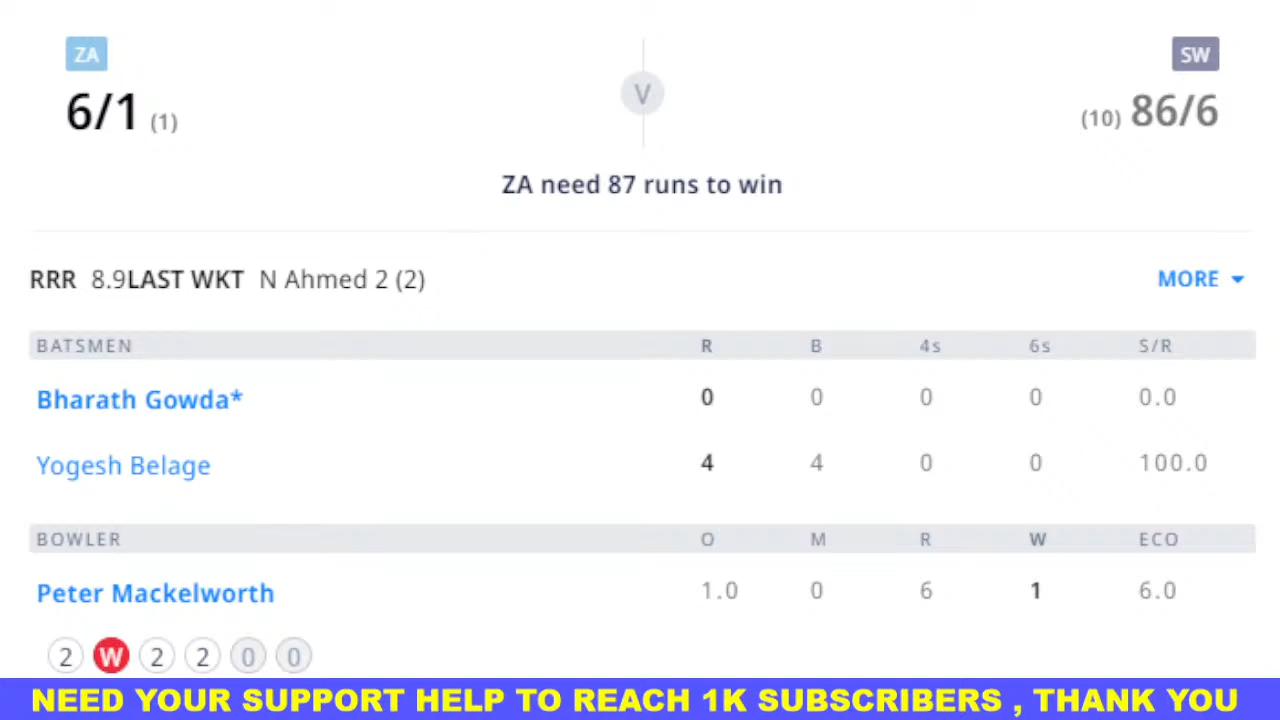 ZA SW
6/1 (1) V (10) 86/6
ZA need 87 runs to win
RRR 8.9LAST WKT N Ahmed 2 (2) MORE
BATSMEN R B 4s 6s S/R
Bharath Gowda* 0 0 0 0 0.0
Yogesh Belage 4 4 0 0 100.0
BOWLER O M R W ECO
Peter Mackelworth 1.0 0 6 1 6.0
2 W 2 2 0 0
NEED YOUR SUPPORT HELP TO REACH 1K SUBSCRIBERS , THANK YOU